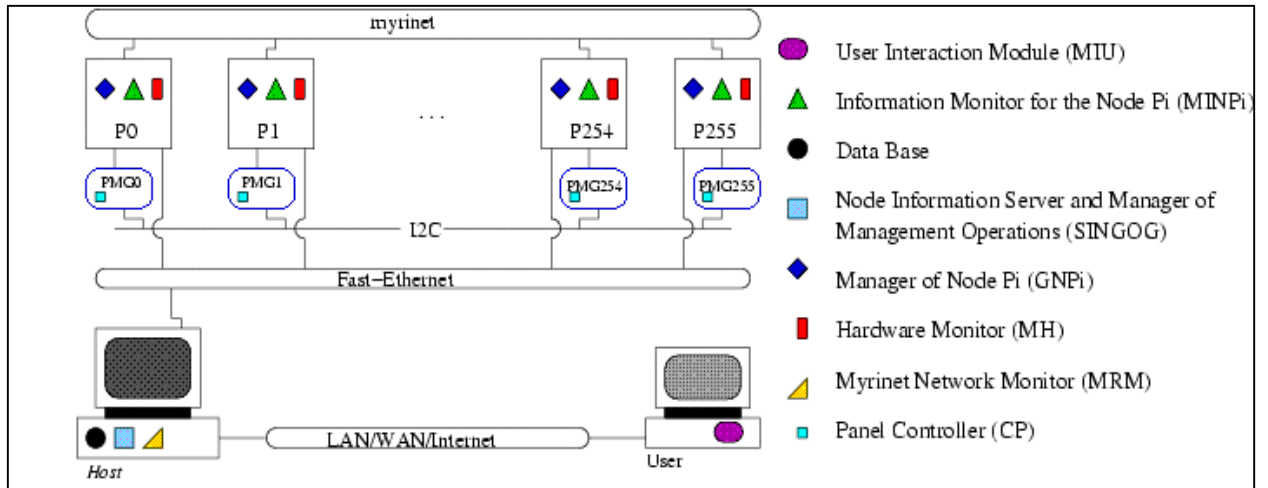 myrinet
P0
P1
. . .
P254
P255
PMG0
PMG1
PMG254
PMG255
I2C
Fast-Ethernet
LAN/WAN/Internet
Host
User
User Interaction Module (MIU)
Information Monitor for the Node Pi (MINPi)
Data Base
Node Information Server and Manager of
Management Operations (SINGOG)
Manager of Node Pi (GNPi)
Hardware Monitor (MH)
Myrinet Network Monitor (MRM)
Panel Controller (CP)